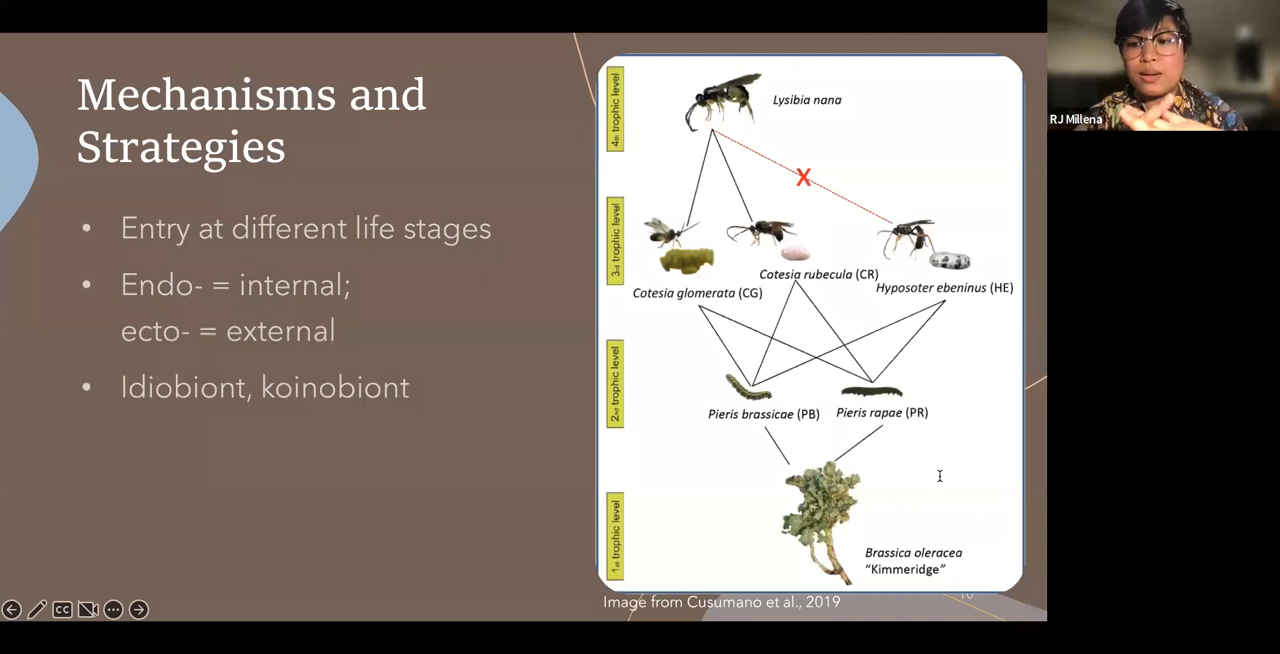 Mechanisms and
Strategies
• Entry at different life stages
• Endo- = internal;
ecto- = external
• Idiobiont, koinobiont
4th trophic level
Lysibia nana
X
3rd trophic level
Cotesia glomerata (CG)
Cotesia rubecula (CR)
Hyposoter ebeninus (HE)
2nd trophic level
Pieris brassicae (PB)
Pieris rapae (PR)
1st trophic level
Brassica oleracea
“Kimmeridge”
Image from Cusumano et al., 2019
CC
RJ Millena